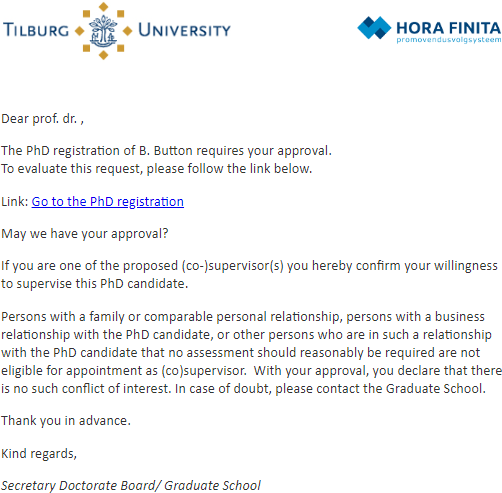 TILBURG UNIVERSITY
HORA FINITA
promovendusvolgsysteem
Dear prof. dr. ,
The PhD registration of B. Button requires your approval.
To evaluate this request, please follow the link below.
Link: Go to the PhD registration
May we have your approval?
If you are one of the proposed (co-)supervisor(s) you hereby confirm your willingness
to supervise this PhD candidate.
Persons with a family or comparable personal relationship, persons with a business
relationship with the PhD candidate, or other persons who are in such a relationship
with the PhD candidate that no assessment should reasonably be required are not
eligible for appointment as (co)supervisor.  With your approval, you declare that there
is no such conflict of interest. In case of doubt, please contact the Graduate School.
Thank you in advance.
Kind regards,
Secretary Doctorate Board/ Graduate School